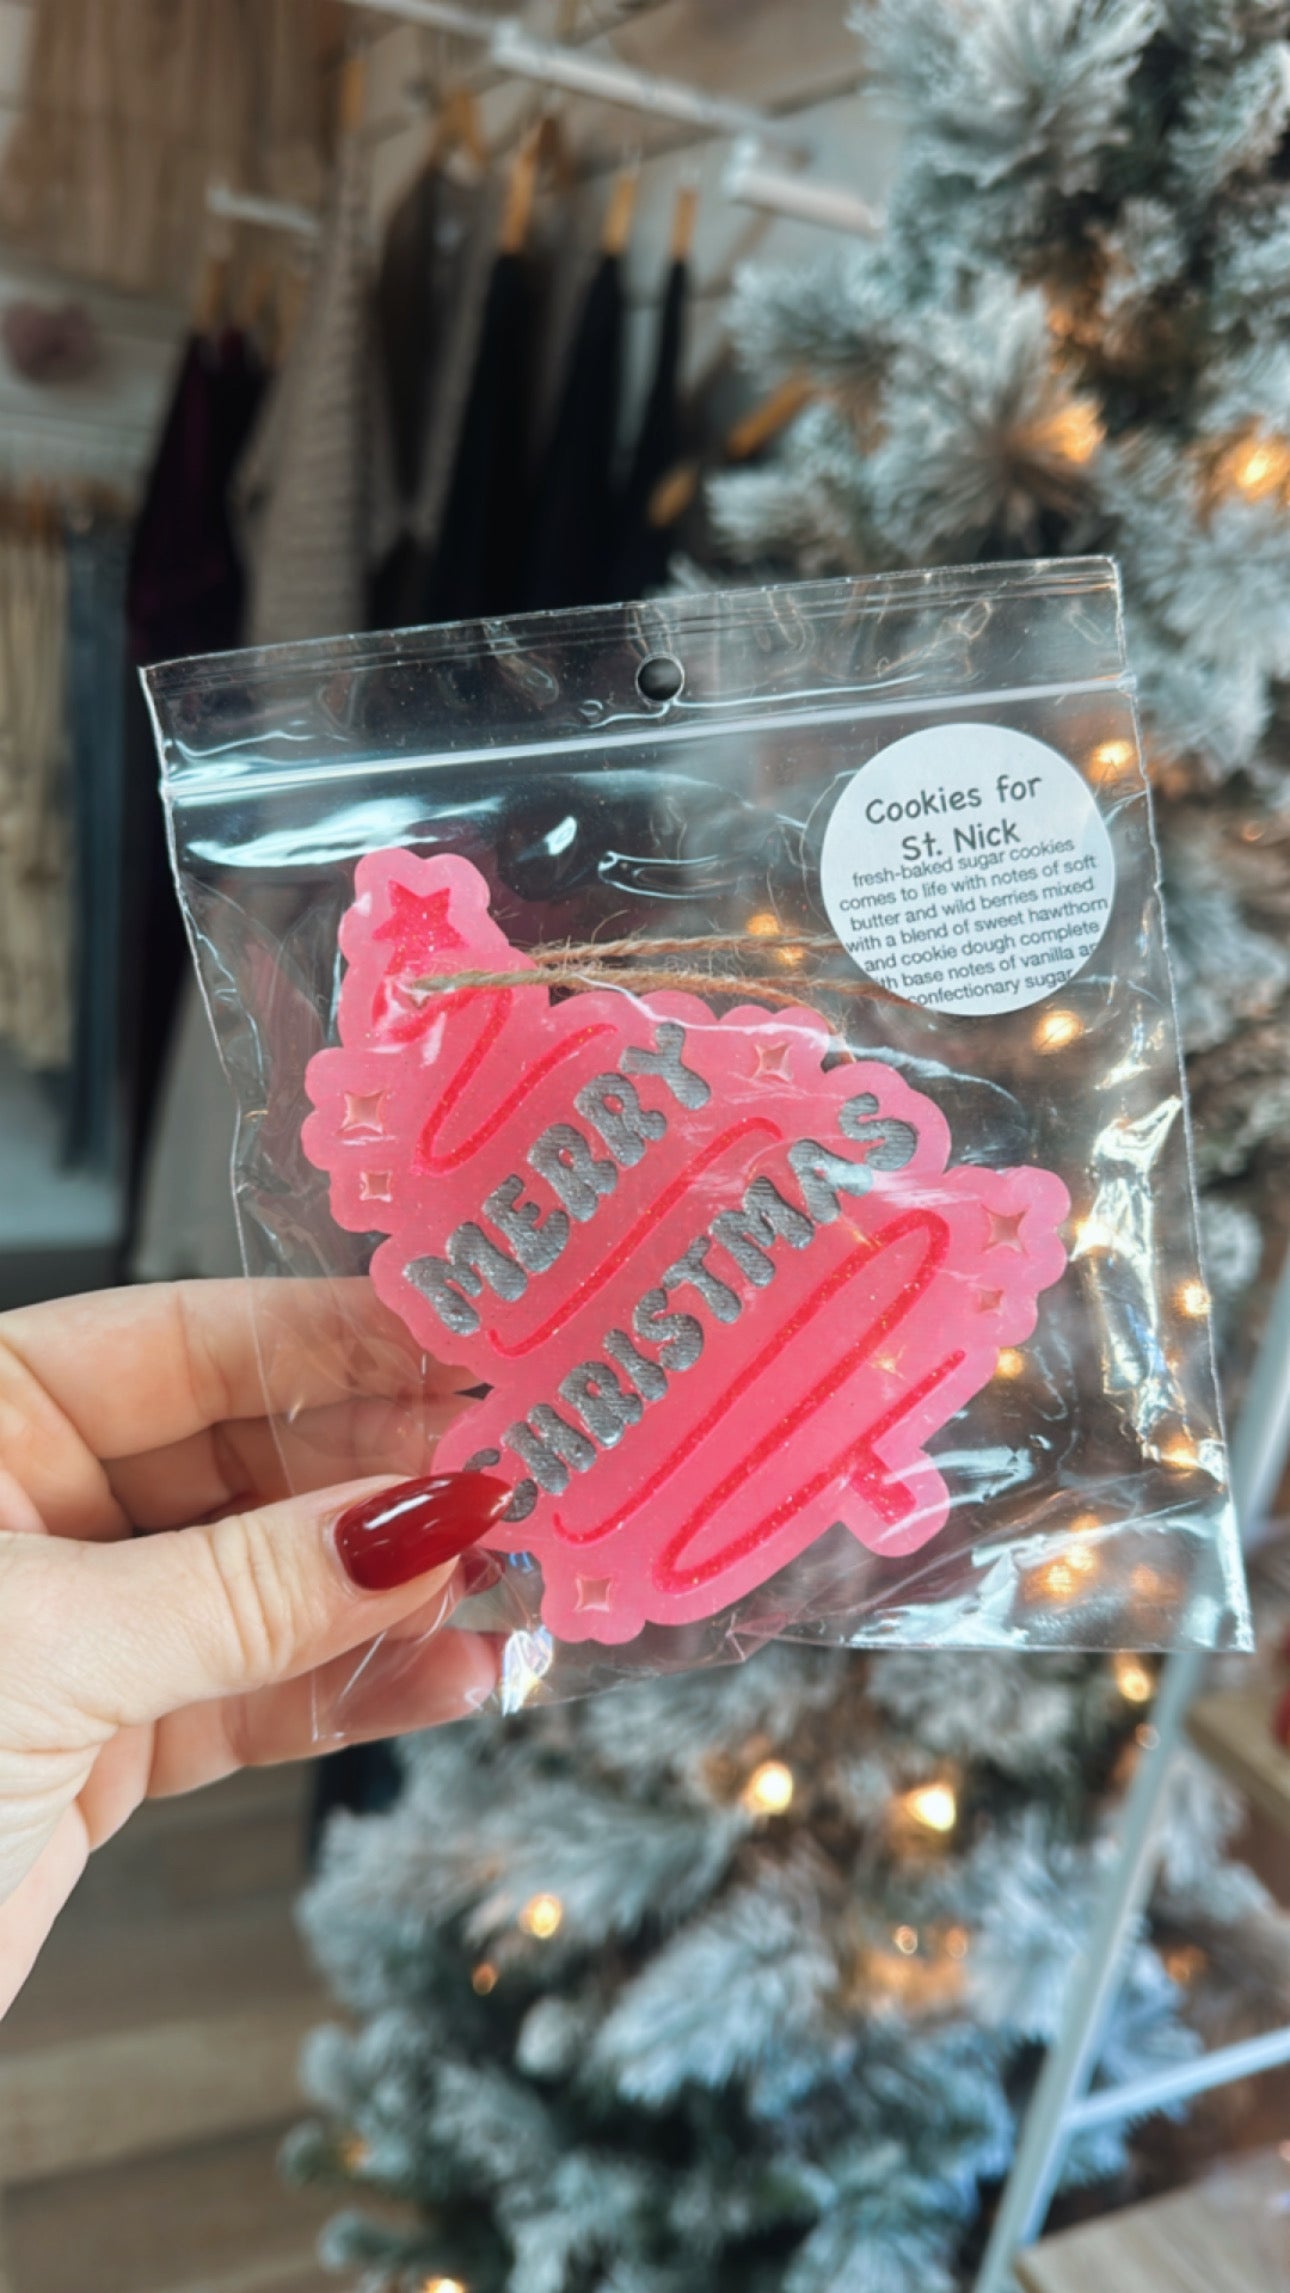 Cookies for
St. Nick
fresh-baked sugar cookies
comes to life with notes of soft
butter and wild berries mixed
with a blend of sweet hawthorn
and cookie dough complete
th base notes of vanilla a
confectionary sugar
MERRY
CHRISTMAS